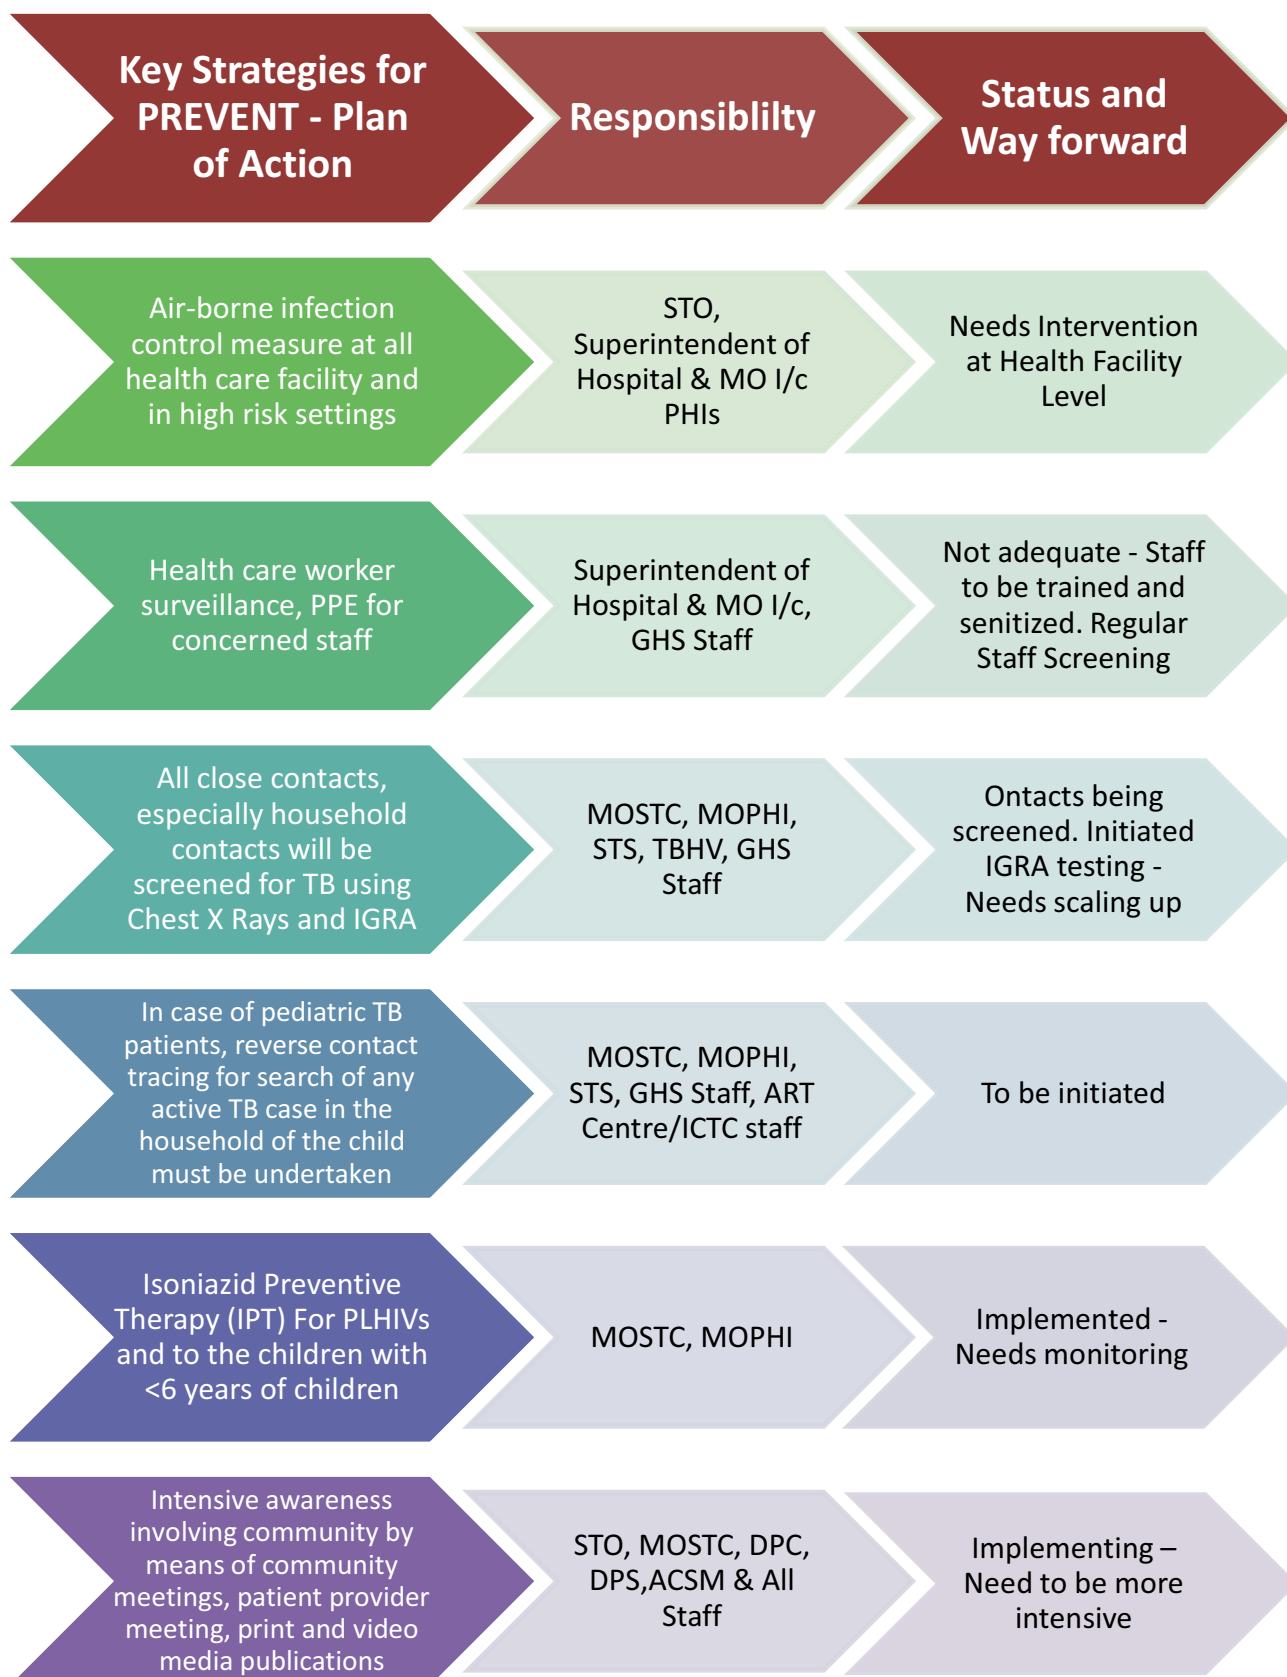 Key Strategies for
PREVENT - Plan
of Action
Responsiblilty
Status and
Way forward
Air-borne infection
control measure at all
health care facility and
in high risk settings
STO,
Superintendent of
Hospital & MO I/c
PHIs
Needs Intervention
at Health Facility
Level
Health care worker
surveillance, PPE for
concerned staff
Superintendent of
Hospital & MO I/c,
GHS Staff
Not adequate - Staff
to be trained and
senitized. Regular
Staff Screening
All close contacts,
especially household
contacts will be
screened for TB using
Chest X Rays and IGRA
MOSTC, MOPHI,
STS, TBHV, GHS
Staff
Ontacts being
screened. Initiated
IGRA testing -
Needs scaling up
In case of pediatric TB
patients, reverse contact
tracing for search of any
active TB case in the
household of the child
must be undertaken
MOSTC, MOPHI,
STS, GHS Staff, ART
Centre/ICTC staff
To be initiated
Isoniazid Preventive
Therapy (IPT) For PLHIVs
and to the children with
<6 years of children
MOSTC, MOPHI
Implemented -
Needs monitoring
Intensive awareness
involving community by
means of community
meetings, patient provider
meeting, print and video
media publications
STO, MOSTC, DPC,
DPS,ACSM & All
Staff
Implementing –
Need to be more
intensive